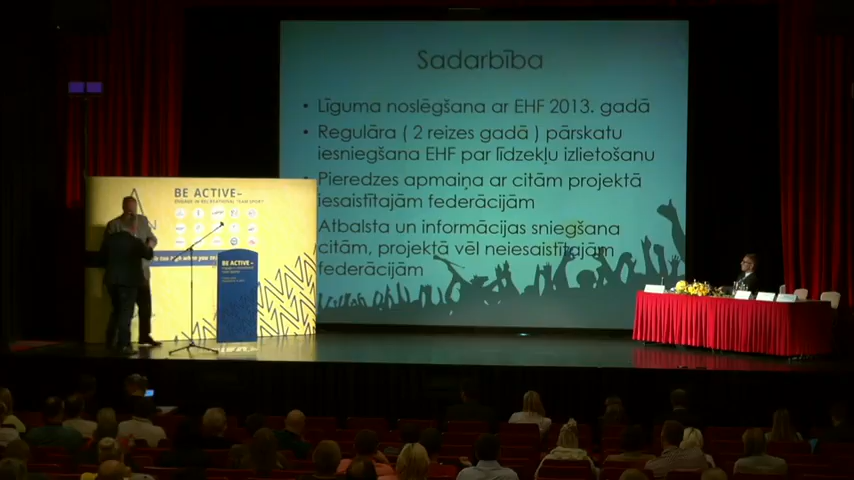 Sadarbība
• Līguma noslēgšana ar EHF 2013. gadā
• Regulāra ( 2 reizes gadā ) pārskatu
iesniegšana EHF par līdzekļu izlietošanu
Pieredzes apmaiņa ar citām projektā
iesaistītajām federācijām
Atbalsta un informācijas sniegšana
citām, projektā vēl neiesaistītajām
federācijām
BE ACTIVE–
BE ACTIVE–